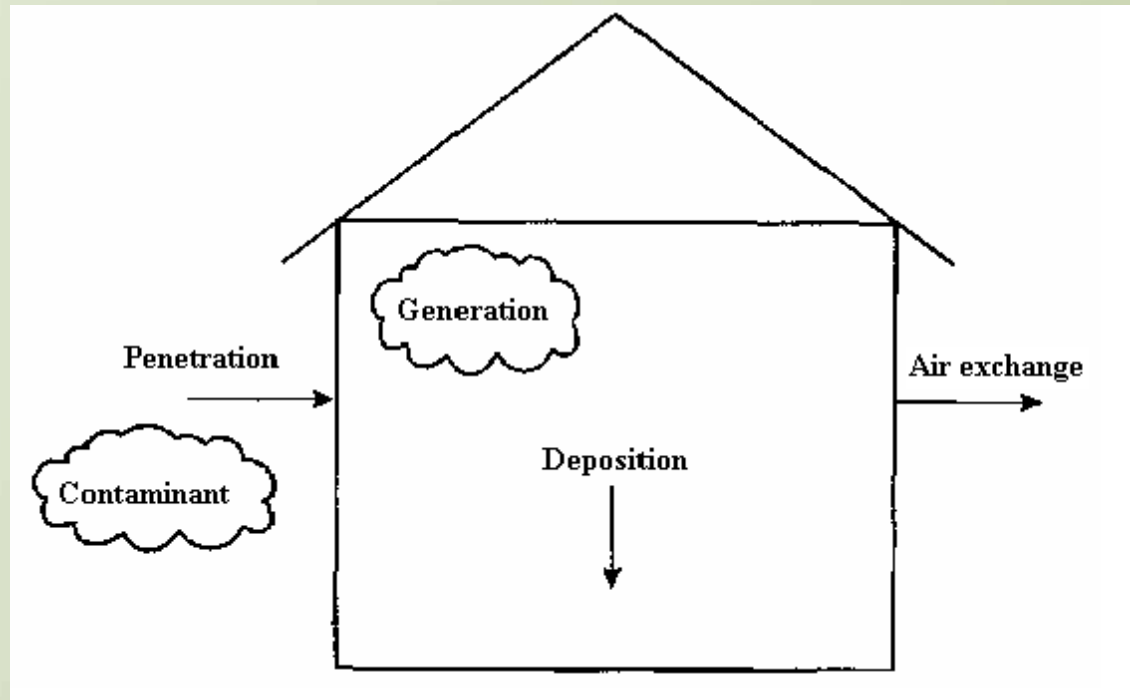 Generation
Penetration
Air exchange
Deposition
Contaminant